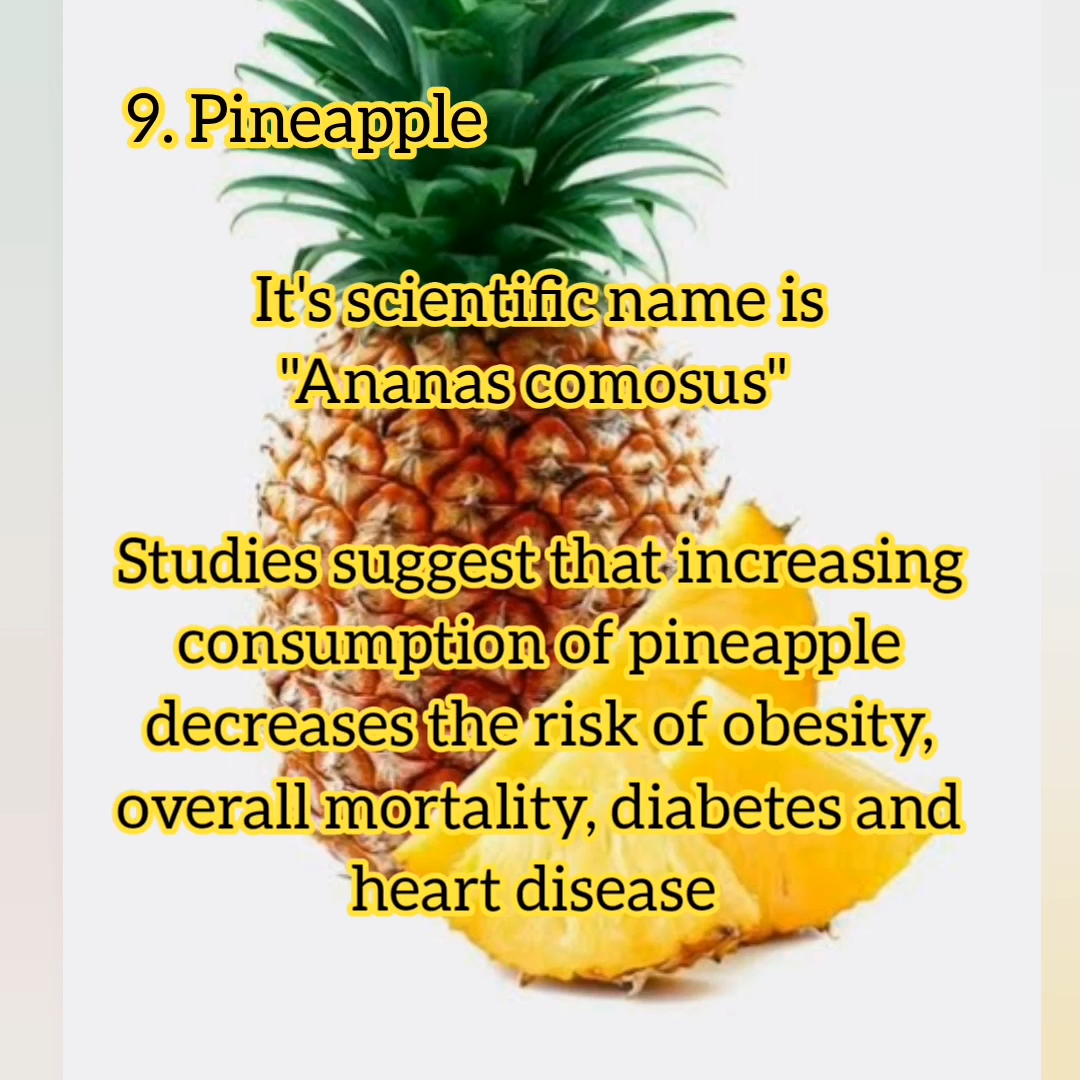 9. Pineapple
It's scientific name is
"Ananas comosus"
Studies suggest that increasing
consumption of pineapple
decreases the risk of obesity,
overall mortality, diabetes and
heart disease